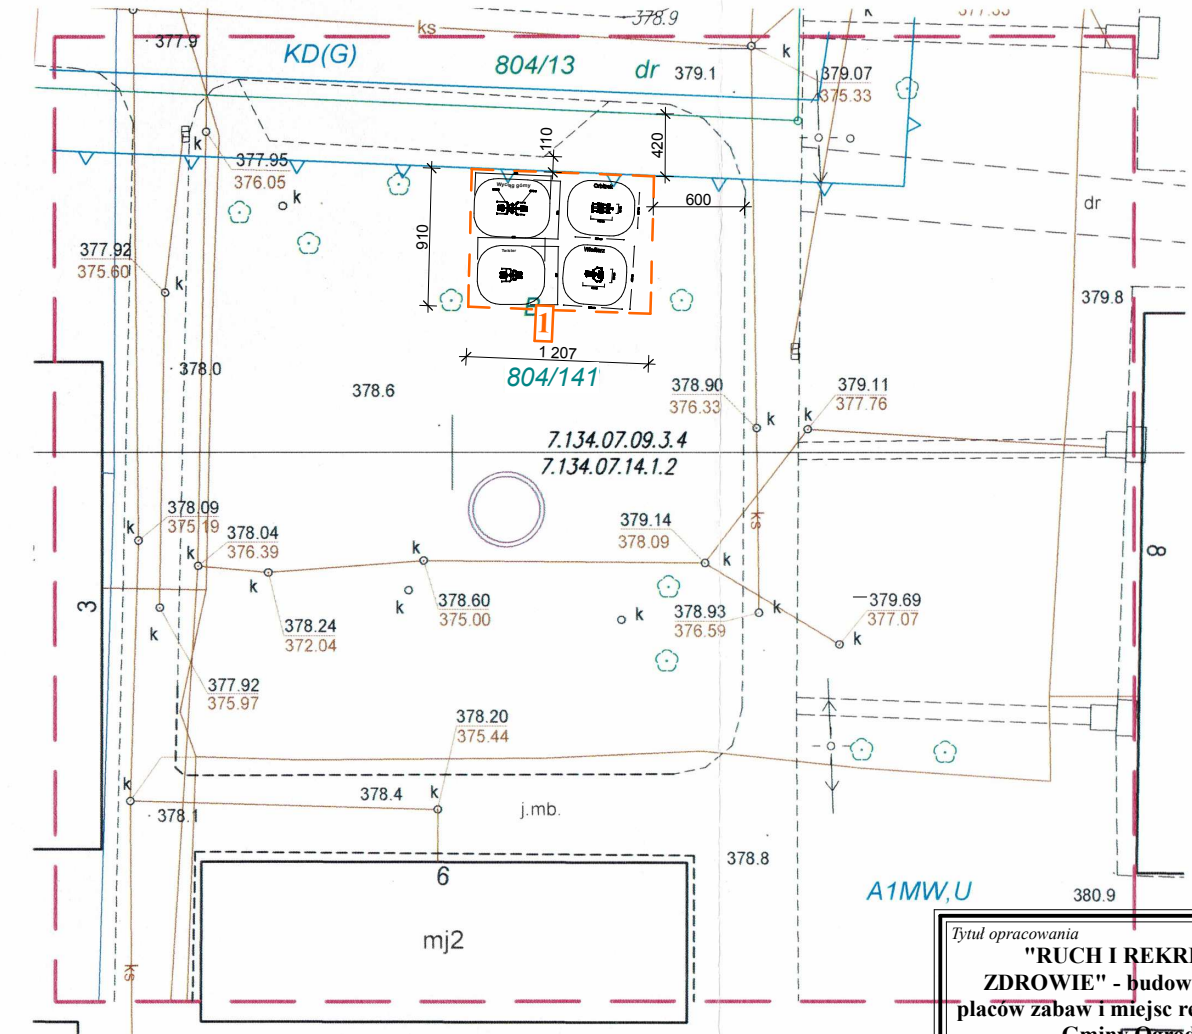 378.9
ks
k
377.9
KD(G)
804/13
dr
379.1
k
379.07
375.33
k
377.95
376.05
110
420
k
Wyciąg górny
Orbitrek
600
dr
910
377.92
375.60
k
Twister
Wioślarz
B
1
379.8
1 207
804/141
378.0
378.6
378.90
376.33
k
379.11
377.76
k
7.134.07.09.3.4
7.134.07.14.1.2
378.09
375.19
k
378.04
376.39
k
k
k
379.14
378.09
k
ks
8
3
k
378.60
375.00
k
k
378.93
376.59
k
379.69
377.07
k
k
378.24
372.04
377.92
375.97
378.20
375.44
k
k
378.4
378.1
j.mb.
378.8
6
mj2
A1MW,U
380.9
ks
Tytuł opracowania
"RUCH I REKRE
ZDROWIE" - budow
placów zabaw i miejsc re